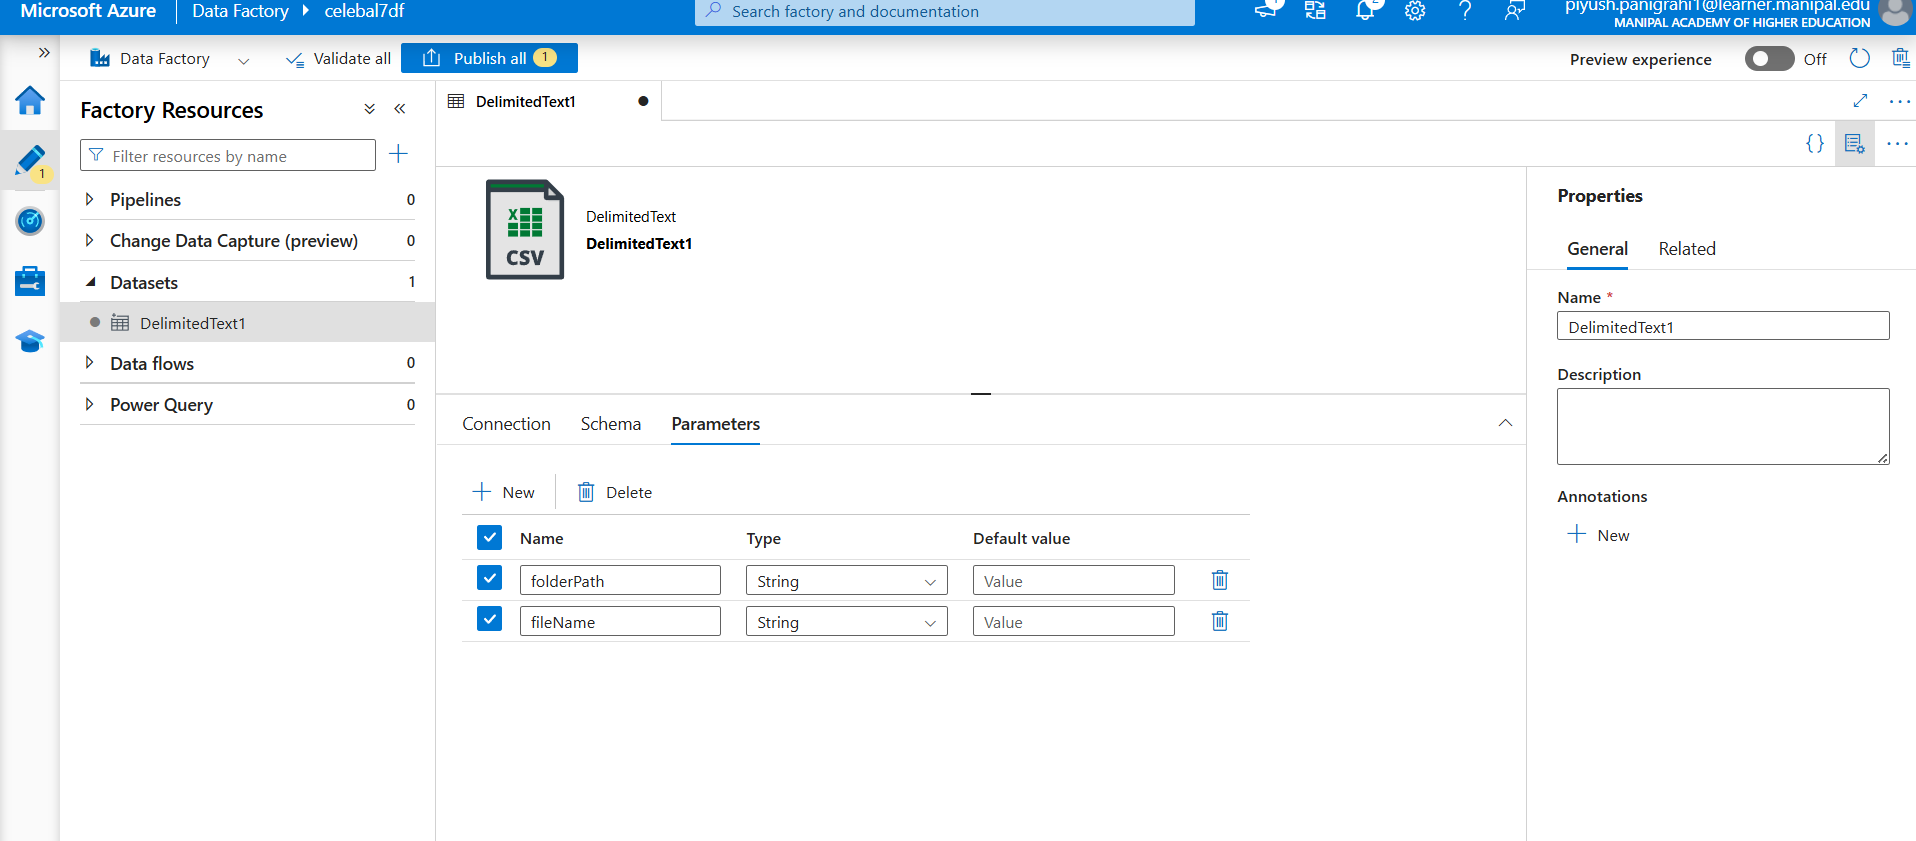 Microsoft Azure
Data Factory
celebal7df
Search factory and documentation
piyush.panigrahi1@learner.manipal.edu
MANIPAL ACADEMY OF HIGHER EDUCATION
Data Factory
Validate all
Publish all 1
Preview experience
Off
1
Factory Resources
Filter resources by name
Pipelines 0
Change Data Capture (preview) 0
Datasets 1
DelimitedText1
Data flows 0
Power Query 0
DelimitedText1
{}
X
CSV
DelimitedText
DelimitedText1
Connection Schema Parameters
New Delete
Name Type Default value
folderPath String Value
fileName String Value
Properties
General Related
Name *
DelimitedText1
Description
Annotations
New